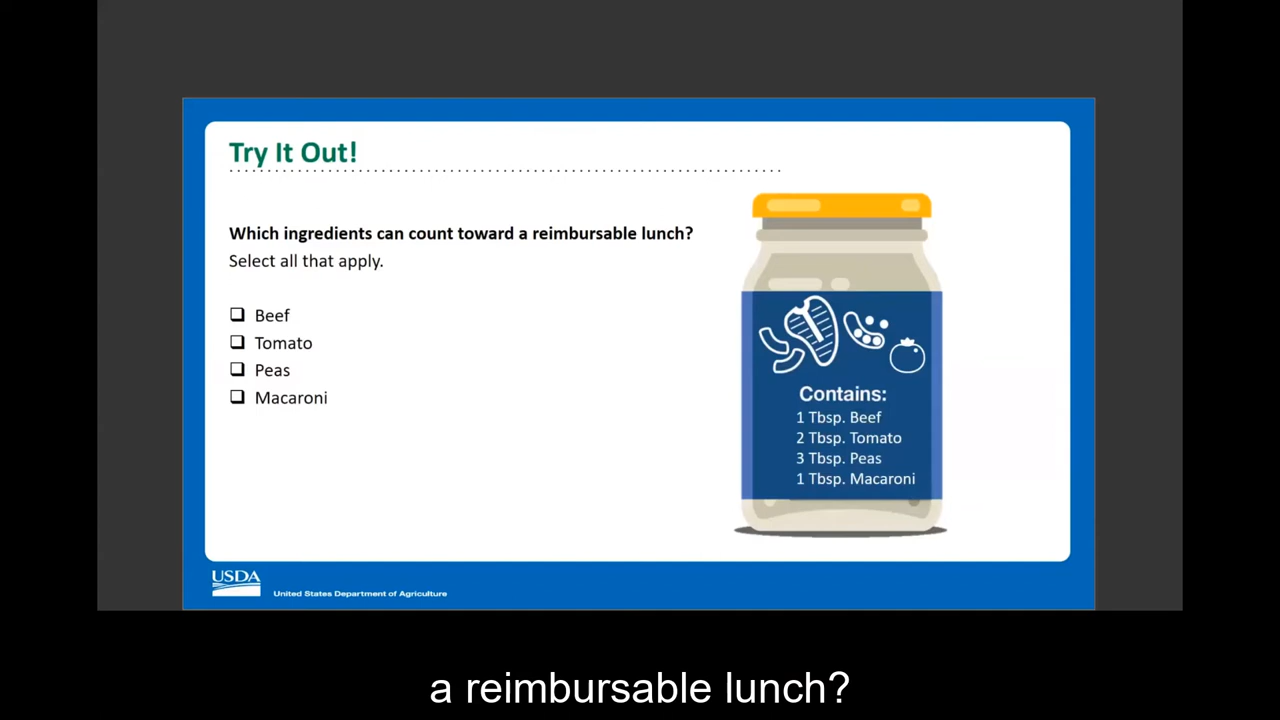 Try It Out!
Which ingredients can count toward a reimbursable lunch?
Select all that apply.
Beef
Tomato
Peas
Macaroni
Contains:
1 Tbsp. Beef
2 Tbsp. Tomato
3 Tbsp. Peas
1 Tbsp. Macaroni
USDA
United States Department of Agriculture
a reimbursable lunch?